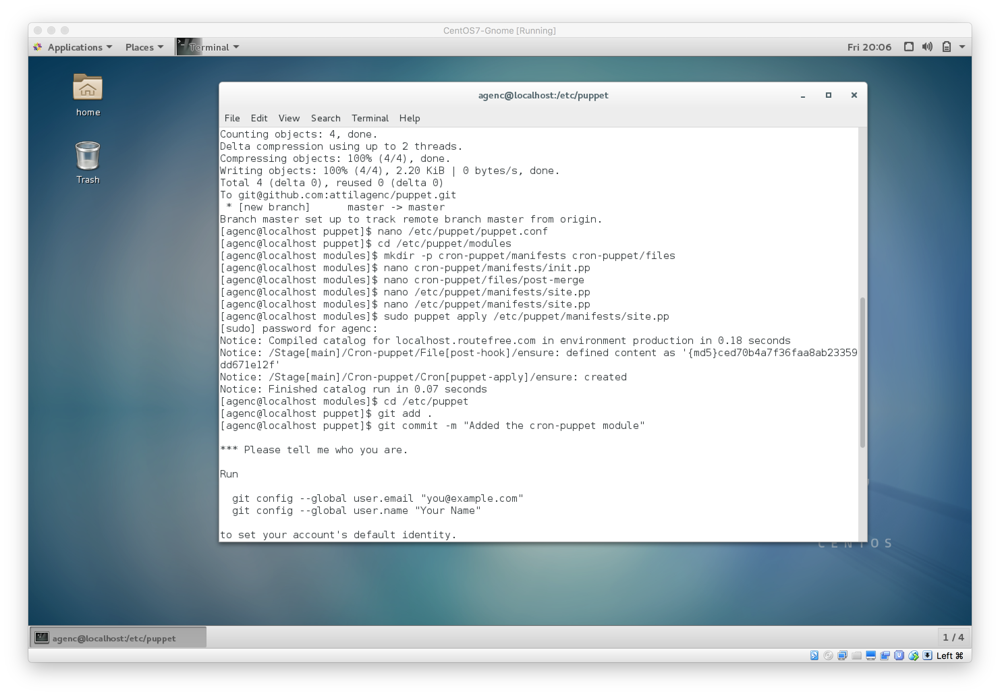 CentOS7-Gnome [Running]
Applications Places Terminal Fri 20:06
home
Trash
agenc@localhost:/etc/puppet
File Edit View Search Terminal Help
Counting objects: 4, done.
Delta compression using up to 2 threads.
Compressing objects: 100% (4/4), done.
Writing objects: 100% (4/4), 2.20 KiB | 0 bytes/s, done.
Total 4 (delta 0), reused 0 (delta 0)
To git@github.com:attilagenc/puppet.git
 * [new branch]      master -> master
Branch master set up to track remote branch master from origin.
[agenc@localhost puppet]$ nano /etc/puppet/puppet.conf
[agenc@localhost puppet]$ cd /etc/puppet/modules
[agenc@localhost modules]$ mkdir -p cron-puppet/manifests cron-puppet/files
[agenc@localhost modules]$ nano cron-puppet/manifests/init.pp
[agenc@localhost modules]$ nano cron-puppet/files/post-merge
[agenc@localhost modules]$ nano /etc/puppet/manifests/site.pp
[agenc@localhost modules]$ nano /etc/puppet/manifests/site.pp
[agenc@localhost modules]$ sudo puppet apply /etc/puppet/manifests/site.pp
[sudo] password for agenc:
Notice: Compiled catalog for localhost.routefree.com in environment production in 0.18 seconds
Notice: /Stage[main]/Cron-puppet/File[post-hook]/ensure: defined content as '{md5}ced70b4a7f36faa8ab23359
dd671e12f'
Notice: /Stage[main]/Cron-puppet/Cron[puppet-apply]/ensure: created
Notice: Finished catalog run in 0.07 seconds
[agenc@localhost modules]$ cd /etc/puppet
[agenc@localhost puppet]$ git add .
[agenc@localhost puppet]$ git commit -m "Added the cron-puppet module"
*** Please tell me who you are.
Run
  git config --global user.email "you@example.com"
  git config --global user.name "Your Name"
to set your account's default identity.
CENTOS
agenc@localhost:/etc/puppet
1 / 4
Left ⌘